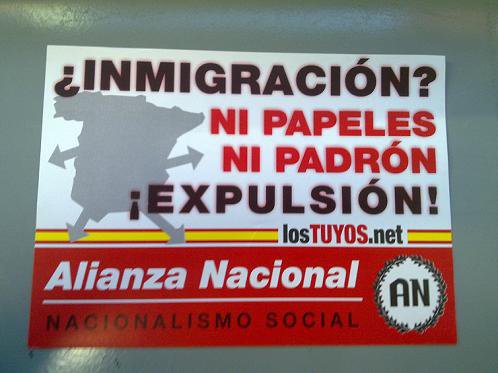 ¿INMIGRACIÓN?
NI PAPELES
NI PADRÓN
¡EXPULSIÓN!
losTUYOS.net
Alianza Nacional
AN
NACIONALISMO SOCIAL